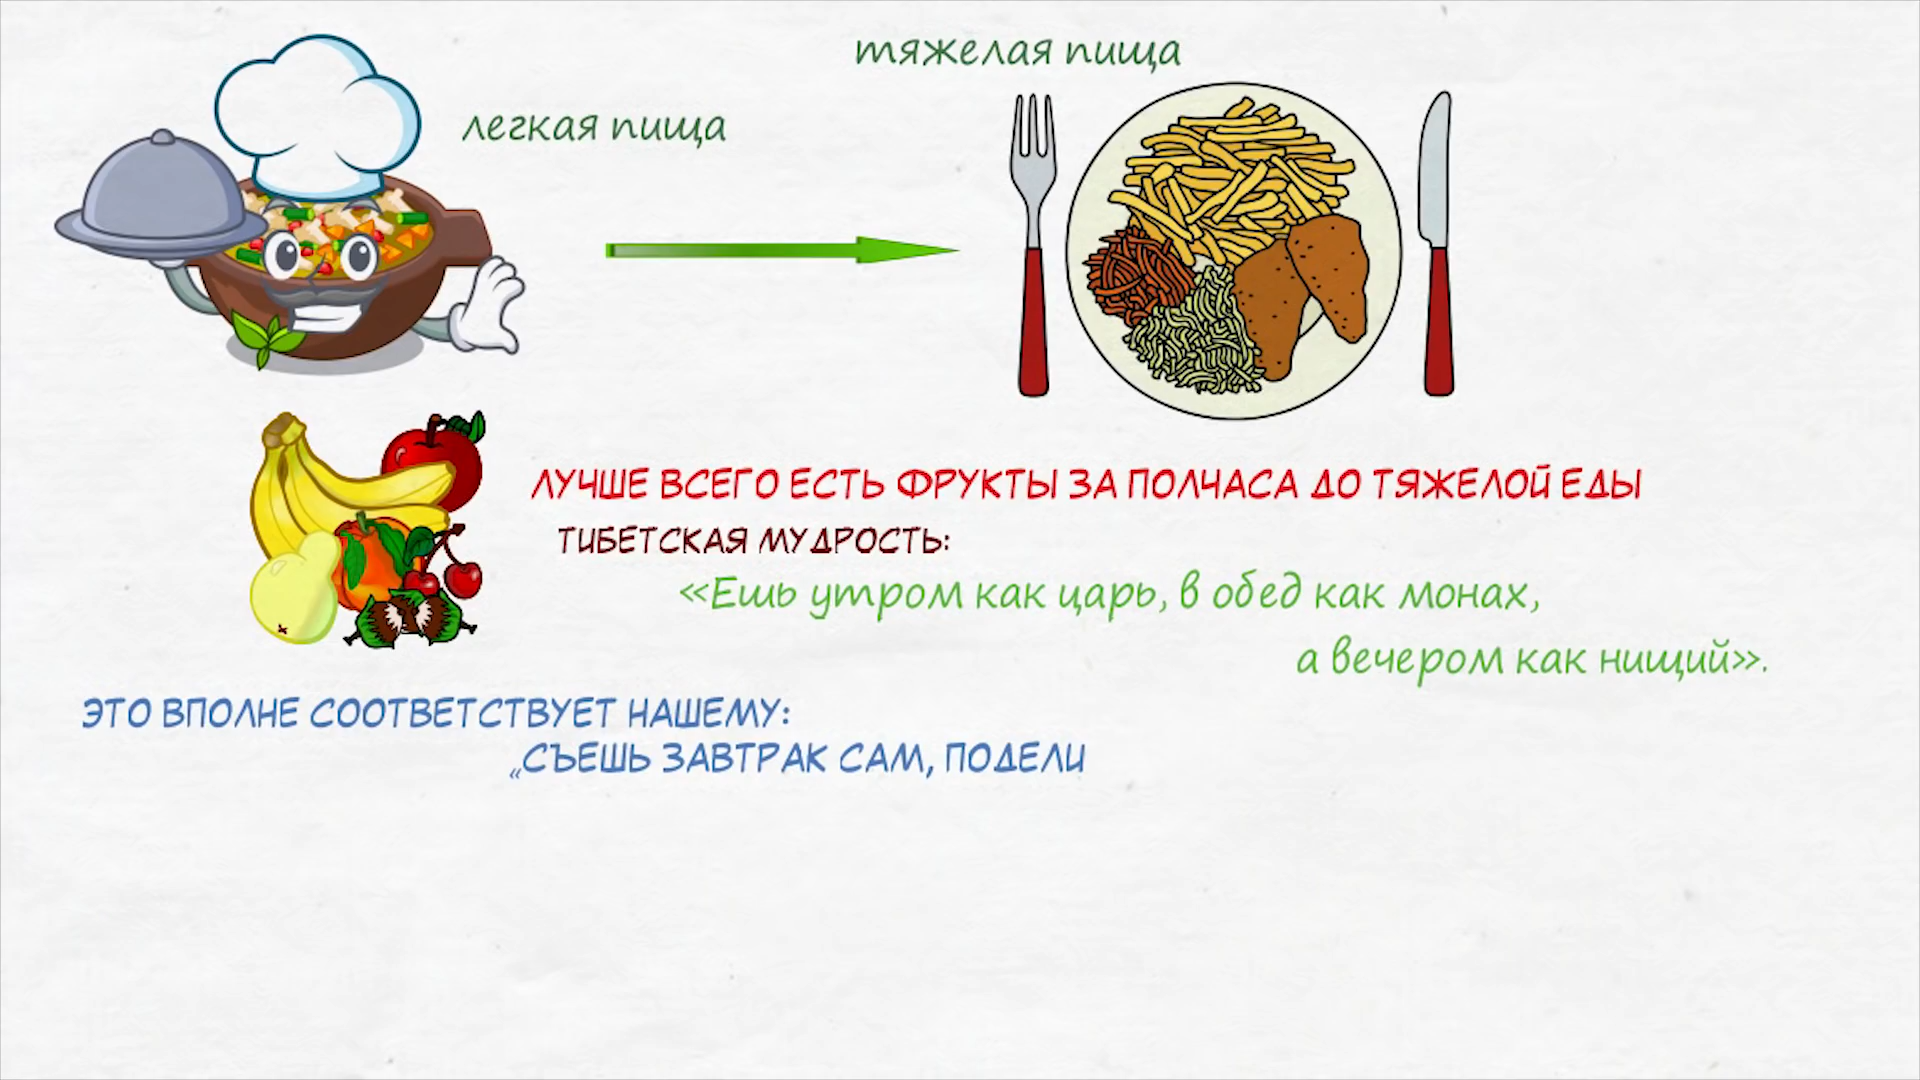 тяжелая пища
легкая пища
ЛУЧШЕ ВСЕГО ЕСТЬ ФРУКТЫ ЗА ПОЛЧАСА ДО ТЯЖЕЛОЙ ЕДЫ
ТИБЕТСКАЯ МУДРОСТЬ:
«Ешь утром как царь, в обед как монах,
а вечером как нищий».
ЭТО ВПОЛНЕ СООТВЕТСТВУЕТ НАШЕМУ:
„СЪЕШЬ ЗАВТРАК САМ, ПОДЕЛИ